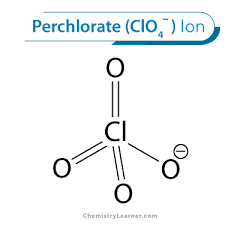 Perchlorate (ClO₄⁻) Ion
O
Cl
O O⊖
O
ChemistryLearner.com